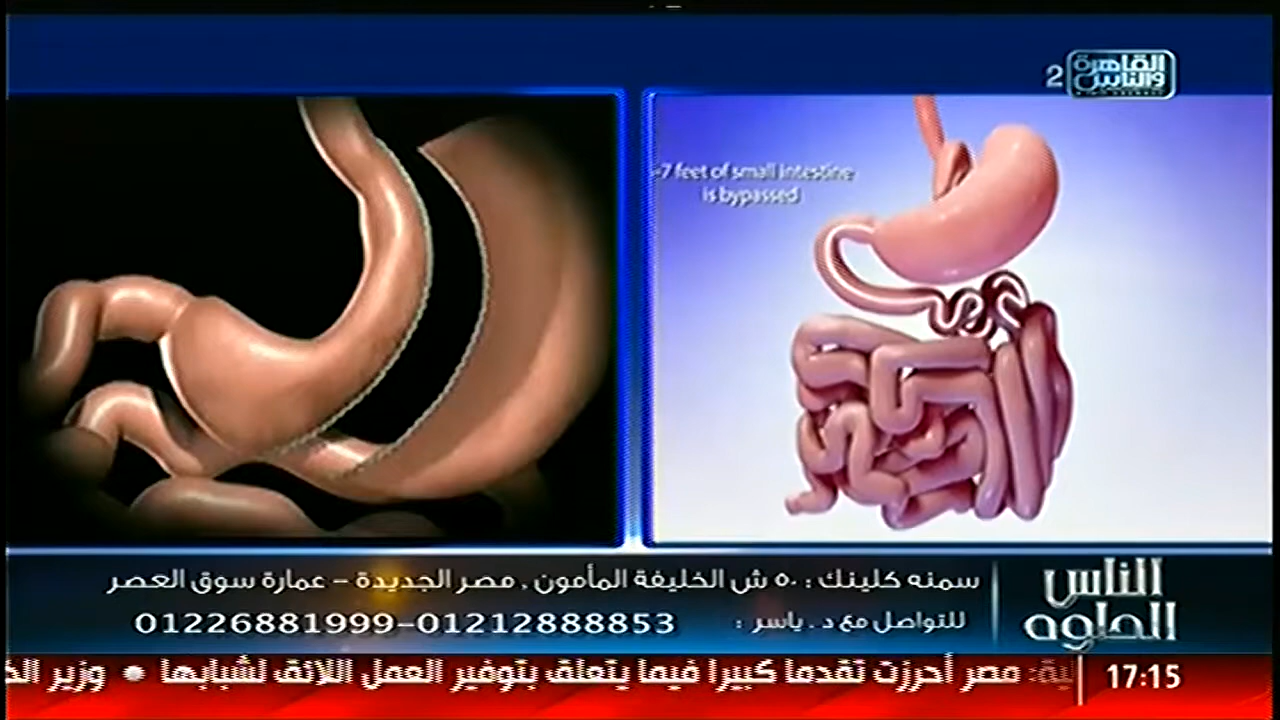 2 القاهرة والناس
~7 feet of small intestine
is bypassed
الناس
الحلوه
سمنه كلينك : ٥٠ ش الخليفة المأمون . مصر الجديدة - عمارة سوق العصر
للتواصل مع د . ياسر :
01226881999-01212888853
مصر أحرزت تقدما كبيرا فيما يتعلق بتوفير العمل اللائق لشبابها • وزير
17:15